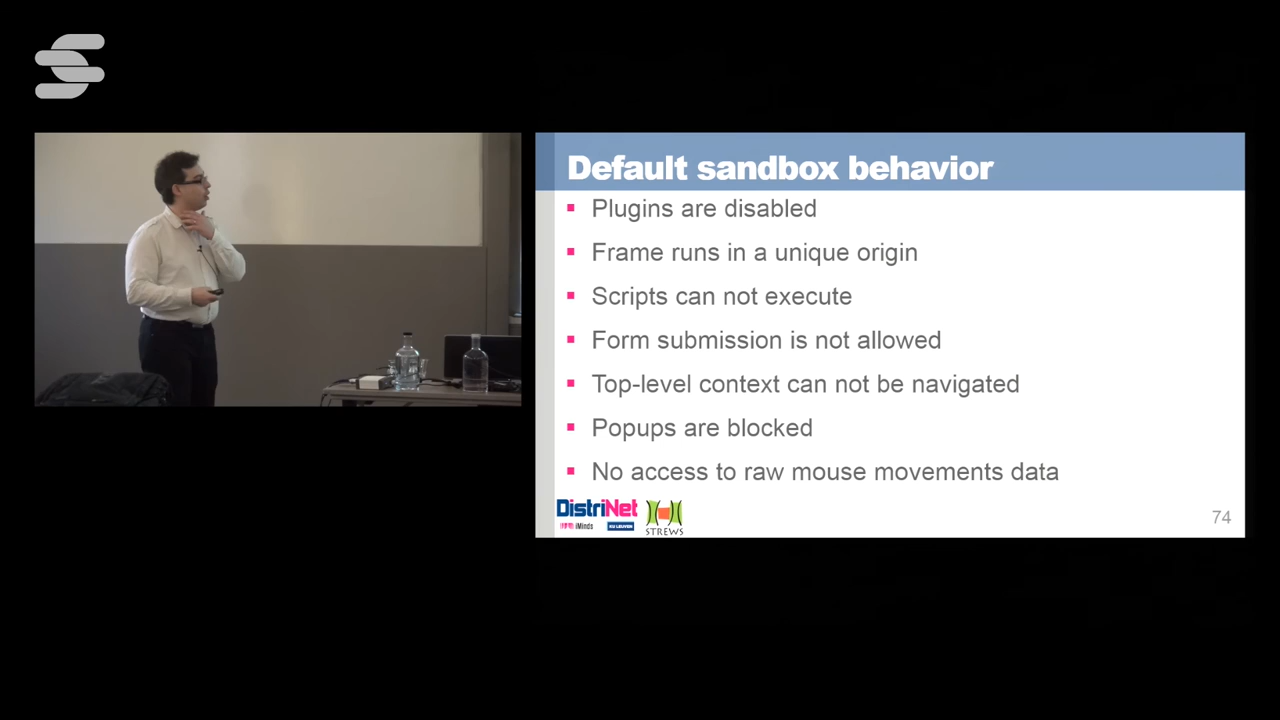 Default sandbox behavior
Plugins are disabled
Frame runs in a unique origin
Scripts can not execute
Form submission is not allowed
Top-level context can not be navigated
Popups are blocked
No access to raw mouse movements data
DistriNet
iMinds
KU LEUVEN
STREWS
74